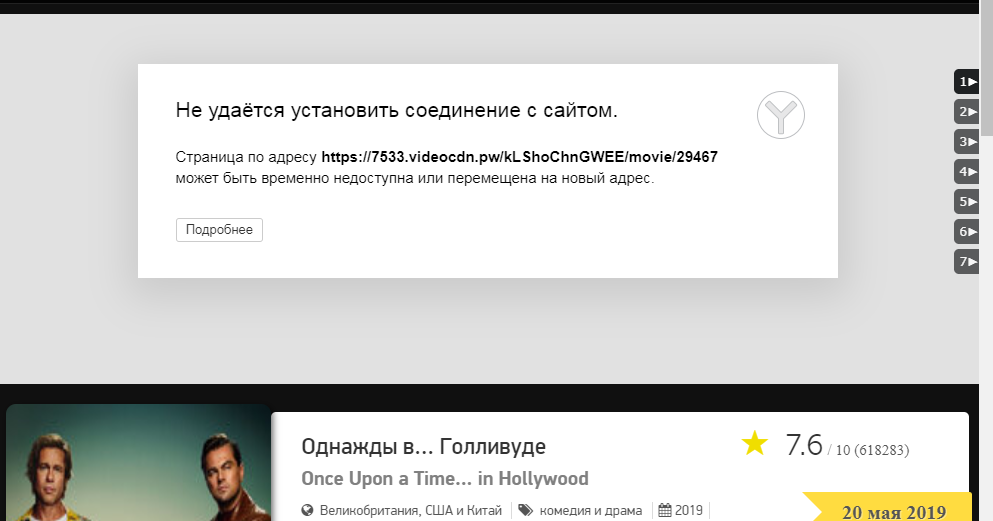 Не удаётся установить соединение с сайтом.
Страница по адресу https://7533.videocdn.pw/kLShoChnGWEE/movie/29467
может быть временно недоступна или перемещена на новый адрес.
Подробнее
1▶
2▶
3▶
4▶
5▶
6▶
7▶
Однажды в... Голливуде
7.6 / 10 (618283)
Once Upon a Time... in Hollywood
Великобритания, США и Китай комедия и драма 2019
20 мая 2019